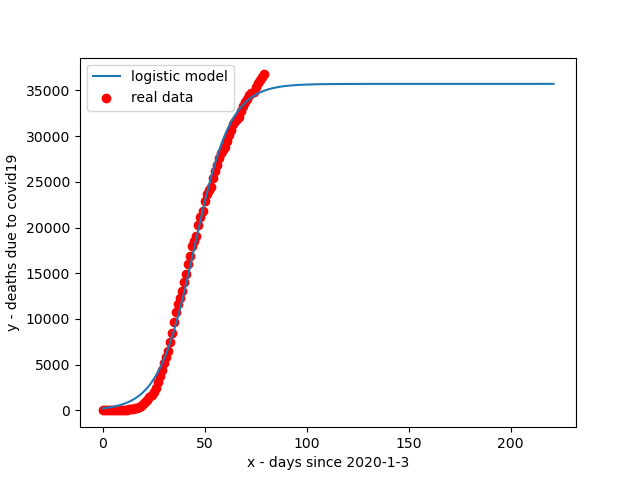 logistic model
real data
35000
30000
25000
20000
15000
10000
5000
0
y - deaths due to covid19
0 50 100 150 200
x - days since 2020-1-3